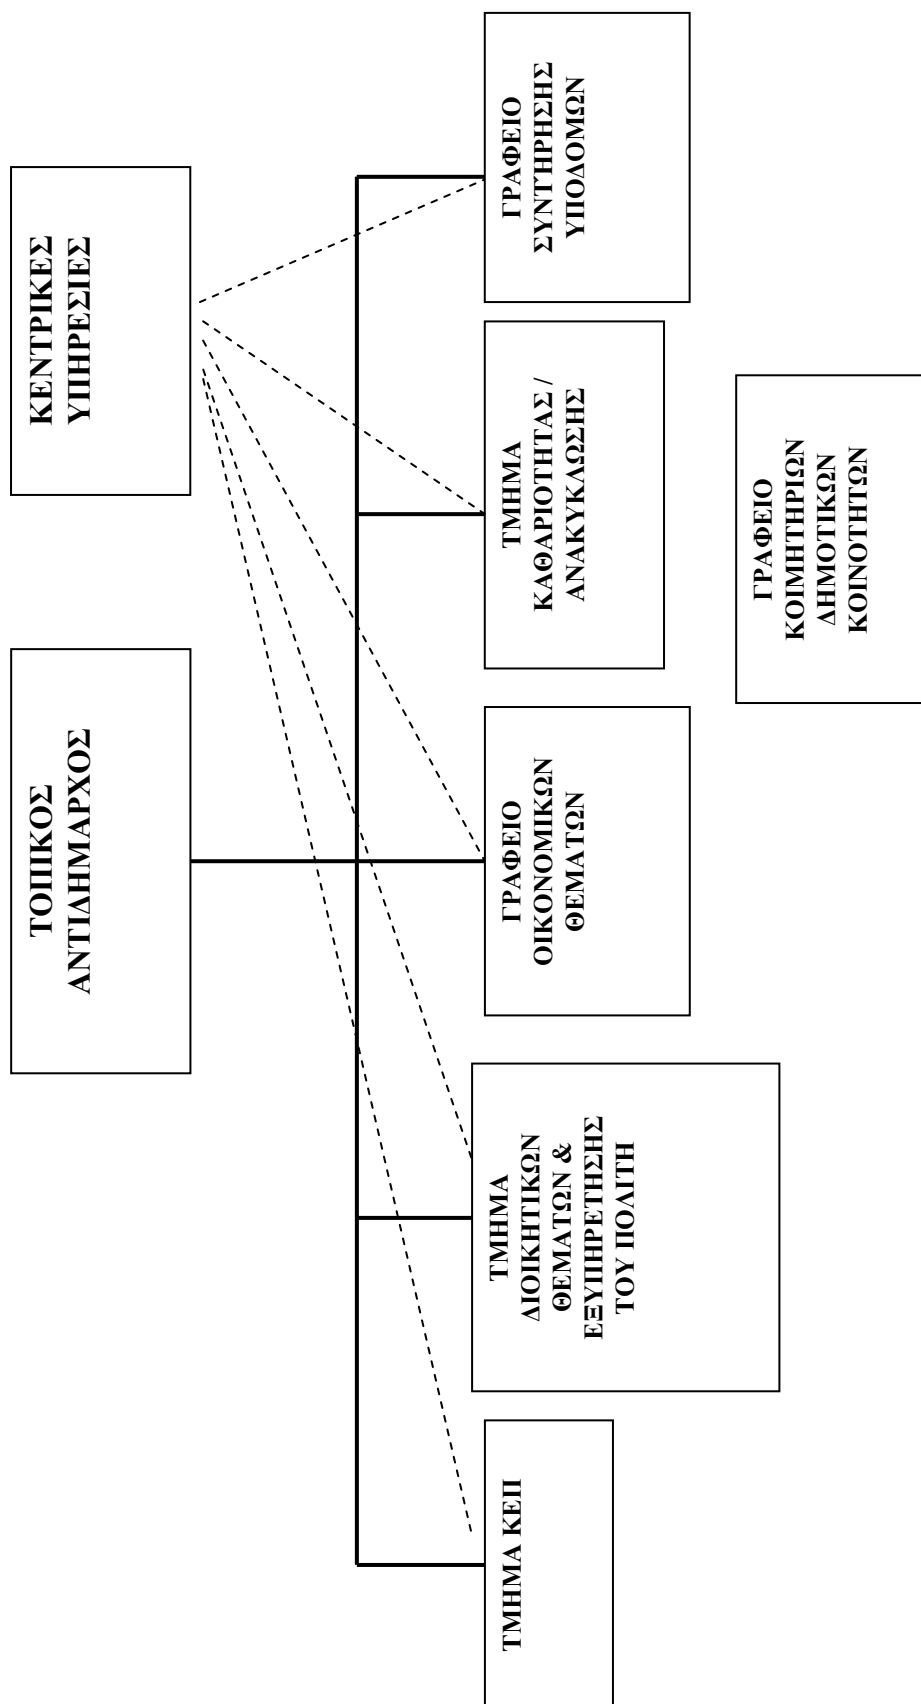 ΤΟΠΙΚΟΣ
ΑΝΤΙΔΗΜΑΡΧΟΣ
ΚΕΝΤΡΙΚΕΣ
ΥΠΗΡΕΣΙΕΣ
ΤΜΗΜΑ ΚΕΠ
ΤΜΗΜΑ
ΔΙΟΙΚΗΤΙΚΩΝ
ΘΕΜΑΤΩΝ &
ΕΞΥΠΗΡΕΤΗΣΗΣ
ΤΟΥ ΠΟΛΙΤΗ
ΓΡΑΦΕΙΟ
ΟΙΚΟΝΟΜΙΚΩΝ
ΘΕΜΑΤΩΝ
ΤΜΗΜΑ
ΚΑΘΑΡΙΟΤΗΤΑΣ /
ΑΝΑΚΥΚΛΩΣΗΣ
ΓΡΑΦΕΙΟ
ΣΥΝΤΗΡΗΣΗΣ
ΥΠΟΔΟΜΩΝ
ΓΡΑΦΕΙΟ
ΚΟΙΜΗΤΗΡΙΩΝ
ΔΗΜΟΤΙΚΩΝ
ΚΟΙΝΟΤΗΤΩΝ